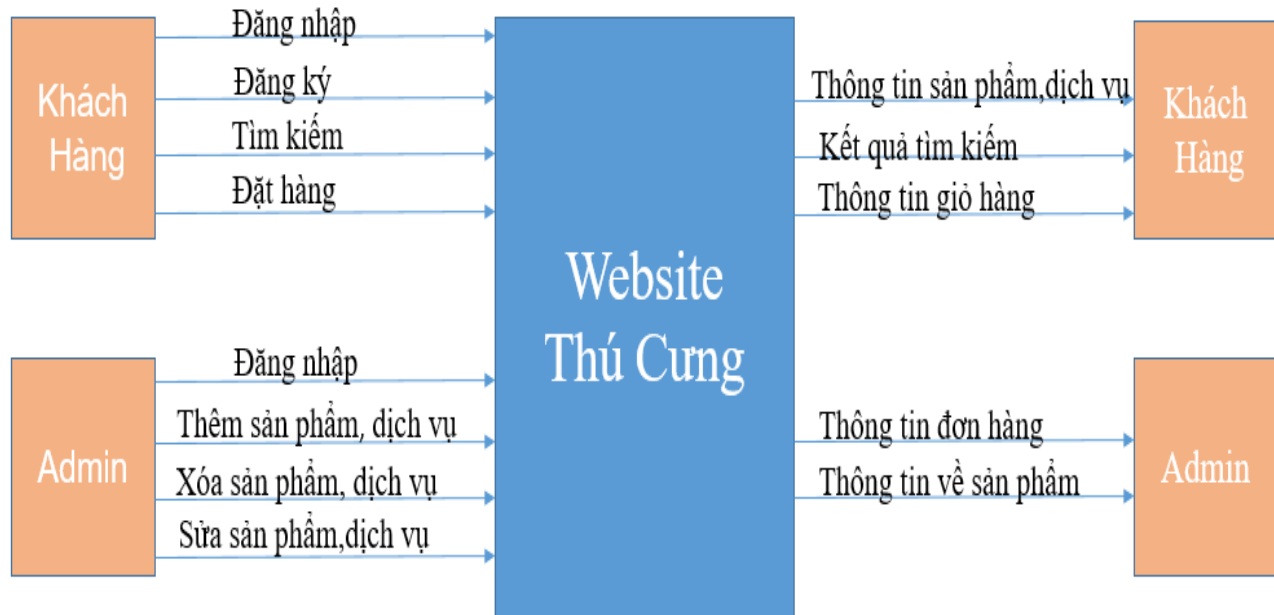 Khách
Hàng
Đăng nhập
Đăng ký
Tìm kiếm
Đặt hàng
Admin
Đăng nhập
Thêm sản phẩm, dịch vụ
Xóa sản phẩm, dịch vụ
Sửa sản phẩm,dịch vụ
Website
Thú Cưng
Thông tin sản phẩm,dịch vụ
Kết quả tìm kiếm
Thông tin giỏ hàng
Khách
Hàng
Thông tin đơn hàng
Thông tin về sản phẩm
Admin